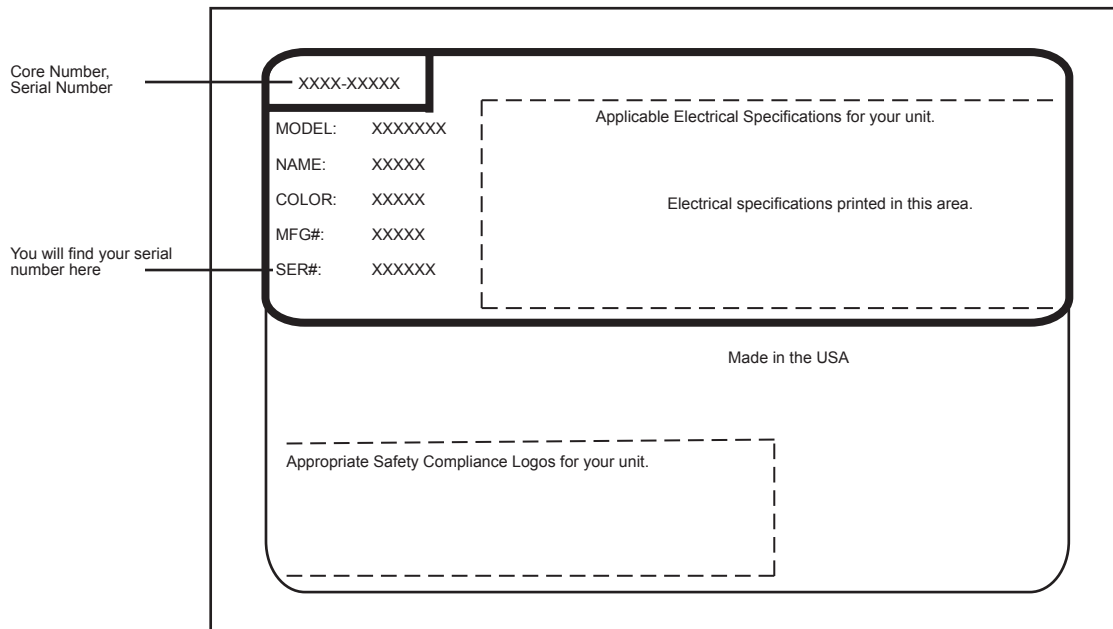 Core Number,
Serial Number
XXXX-XXXXX
MODEL: XXXXXXX
NAME: XXXXX
COLOR: XXXXX
MFG#: XXXXX
You will find your serial
number here
SER#: XXXXXX
Applicable Electrical Specifications for your unit.
Electrical specifications printed in this area.
Made in the USA
Appropriate Safety Compliance Logos for your unit.